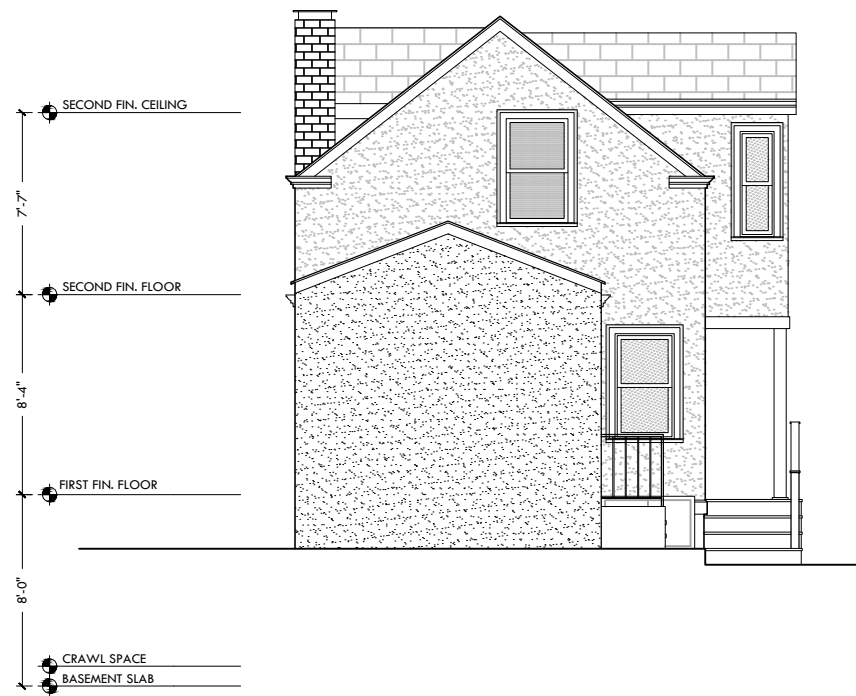 SECOND FIN. CEILING
7'-7"
SECOND FIN. FLOOR
8'-4"
FIRST FIN. FLOOR
8'-0"
CRAWL SPACE
BASEMENT SLAB